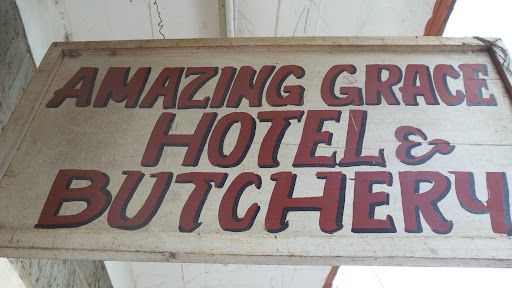 AMAZING GRACE
HOTEL &
BUTCHERY